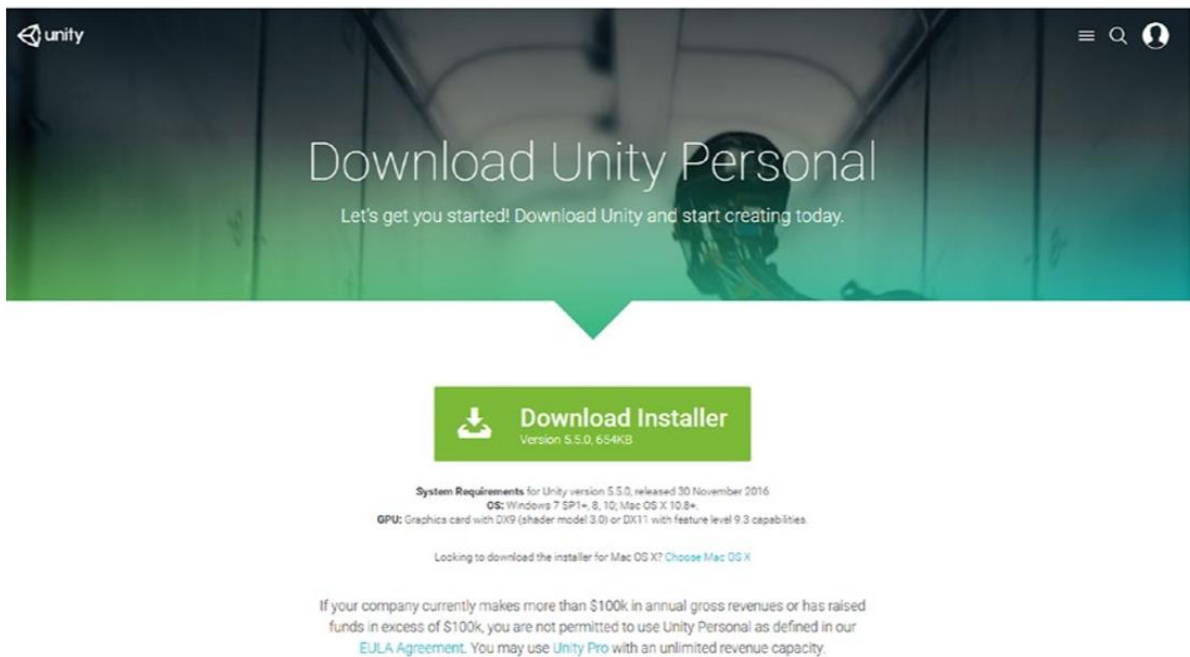 unity
Download Unity Personal
Let's get you started! Download Unity and start creating today.
Download Installer
Version 5.5.0, 654KB
System Requirements for Unity version 5.5.0, released 30 November 2016
OS: Windows 7 SP1+, 8, 10; Mac OS X 10.8+.
GPU: Graphics card with DX9 (shader model 3.0) or DX11 with feature level 9.3 capabilities.
Looking to download the installer for Mac OS X? Choose Mac OS X
If your company currently makes more than $100k in annual gross revenues or has raised
funds in excess of $100k, you are not permitted to use Unity Personal as defined in our
EULA Agreement. You may use Unity Pro with an unlimited revenue capacity.